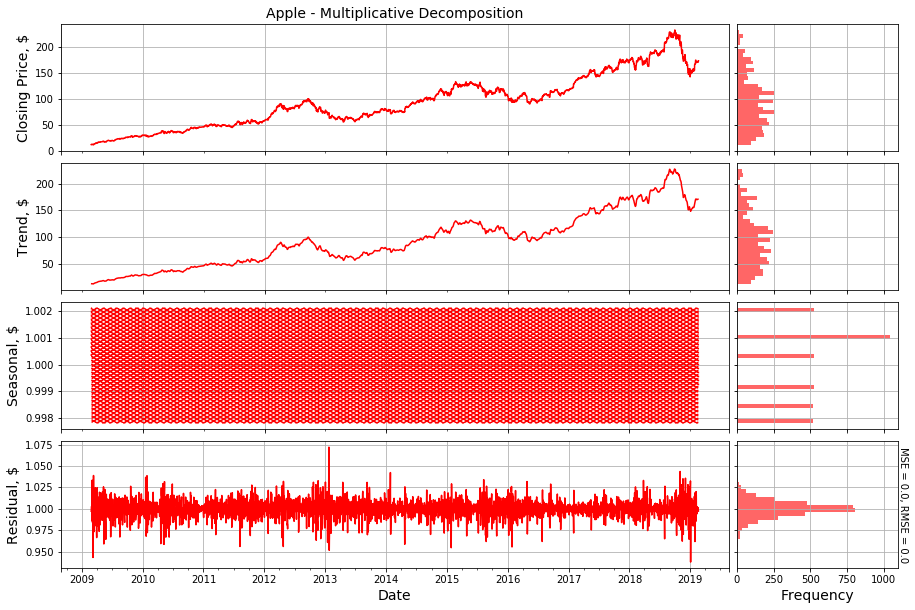 Apple - Multiplicative Decomposition
Closing Price, $
200
150
100
50
0
Trend, $
200
150
100
50
Seasonal, $
1.002
1.001
1.000
0.999
0.998
Residual, $
1.075
1.050
1.025
1.000
0.975
0.950
MSE = 0.0, RMSE = 0.0
2009 2010 2011 2012 2013 2014 2015 2016 2017 2018 2019
0 250 500 750 1000
Date
Frequency